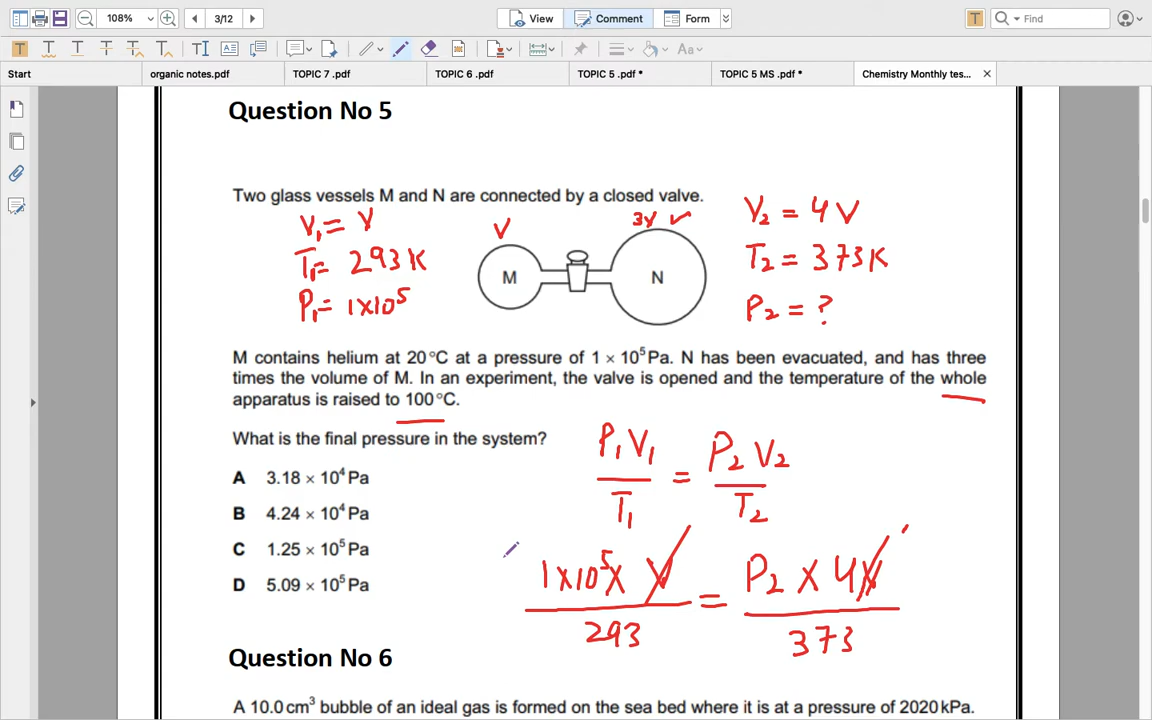 108% 3/12 View Comment Form Find
Aa
Start organic notes.pdf TOPIC 7 .pdf TOPIC 6 .pdf TOPIC 5 .pdf * TOPIC 5 MS .pdf * Chemistry Monthly tes...
Question No 5
Two glass vessels M and N are connected by a closed valve.
V₁ = V
T₁ = 293K
P₁ = 1×10⁵
V
3V
M
N
V₂ = 4V
T₂ = 373K
P₂ = ?
M contains helium at 20°C at a pressure of 1 × 10⁵ Pa. N has been evacuated, and has three
times the volume of M. In an experiment, the valve is opened and the temperature of the whole
apparatus is raised to 100°C.
What is the final pressure in the system?
A 3.18 × 10⁴ Pa
B 4.24 × 10⁴ Pa
C 1.25 × 10⁵ Pa
D 5.09 × 10⁵ Pa
P₁V₁ = P₂V₂
T₁ T₂
1×10⁵× V = P₂ × 4V
293 373
Question No 6
A 10.0 cm³ bubble of an ideal gas is formed on the sea bed where it is at a pressure of 2020 kPa.